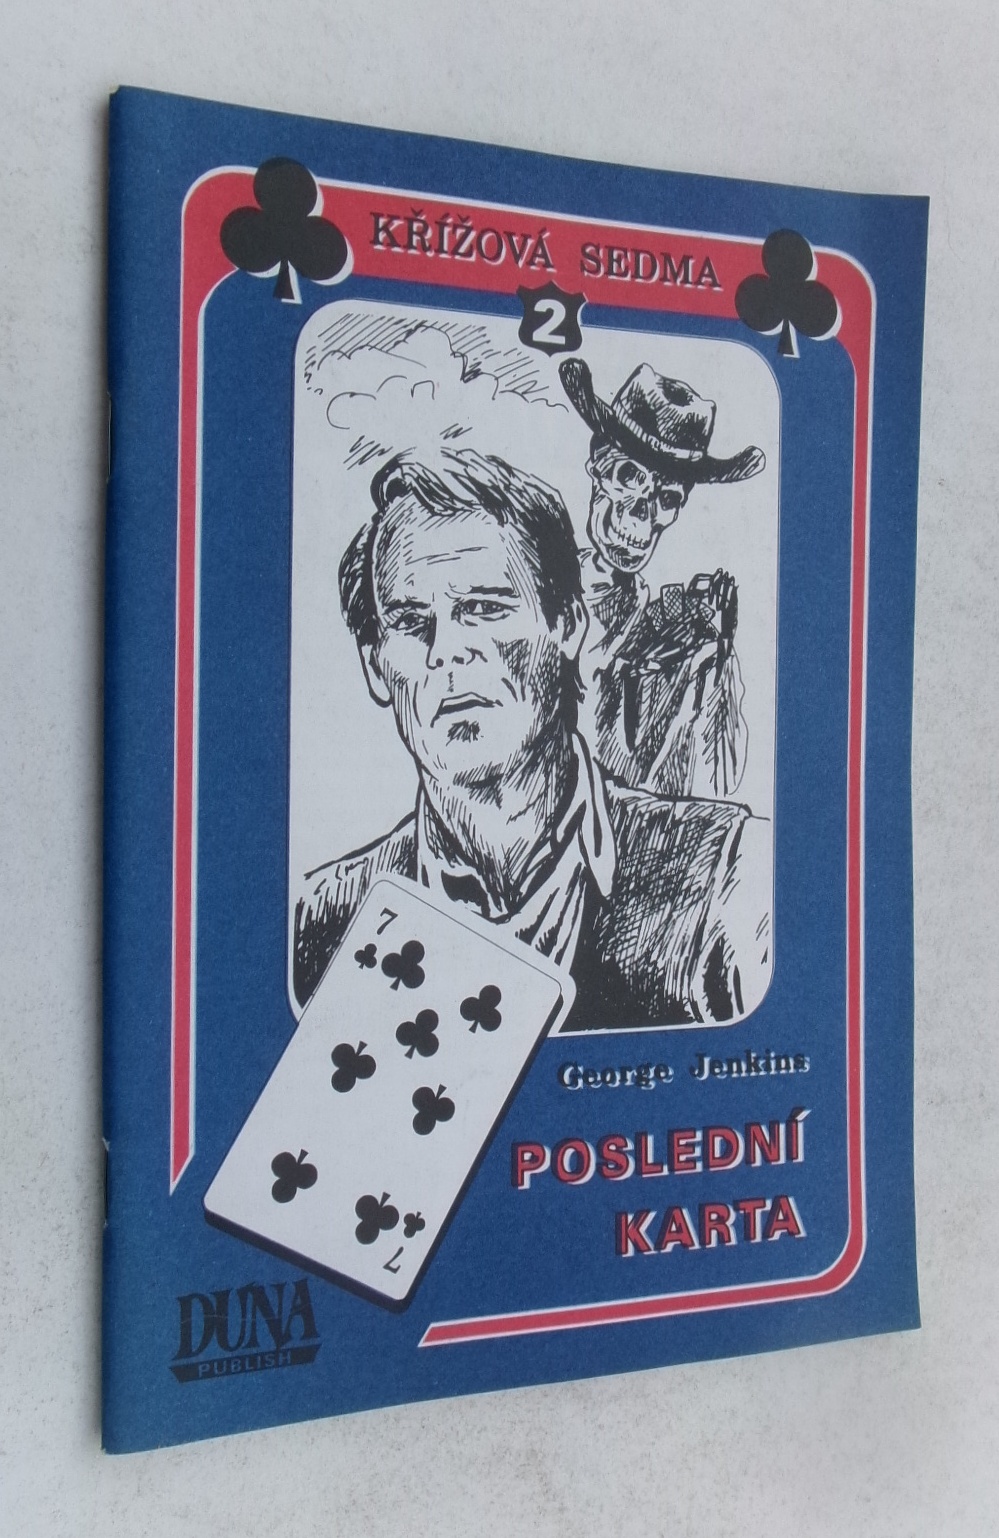 KŘÍŽOVÁ SEDMA
2
7
George Jenkins
POSLEDNÍ
KARTA
7
DUNA
PUBLISH